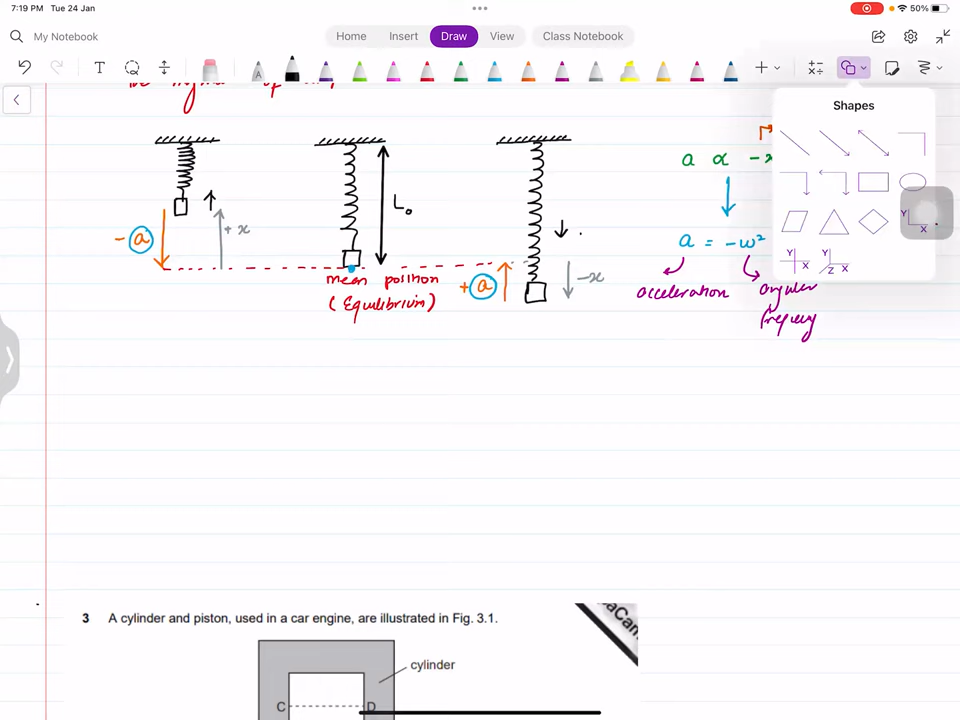 7:19 PM Tue 24 Jan
50%
My Notebook
Home Insert Draw View Class Notebook
Shapes
+x
L₀
a ∝ -x
-a
mean position
(Equilibrium)
+a
-x
a = -ω²
acceleration
angular
frequency
Y X
Y X
Y Z X
3 A cylinder and piston, used in a car engine, are illustrated in Fig. 3.1.
cylinder
C D